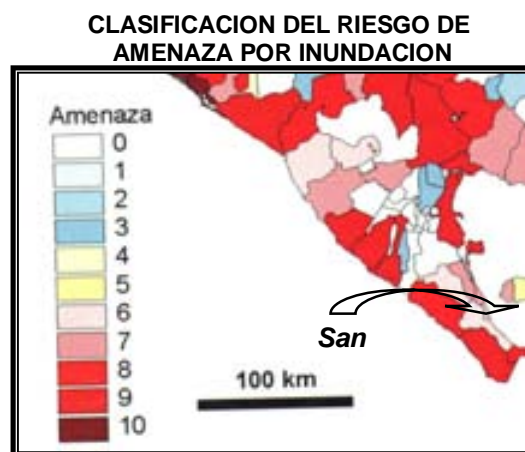 CLASIFICACION DEL RIESGO DE
AMENAZA POR INUNDACION
Amenaza
0
1
2
3
4
5
6
7
8
9
10
San
100 km